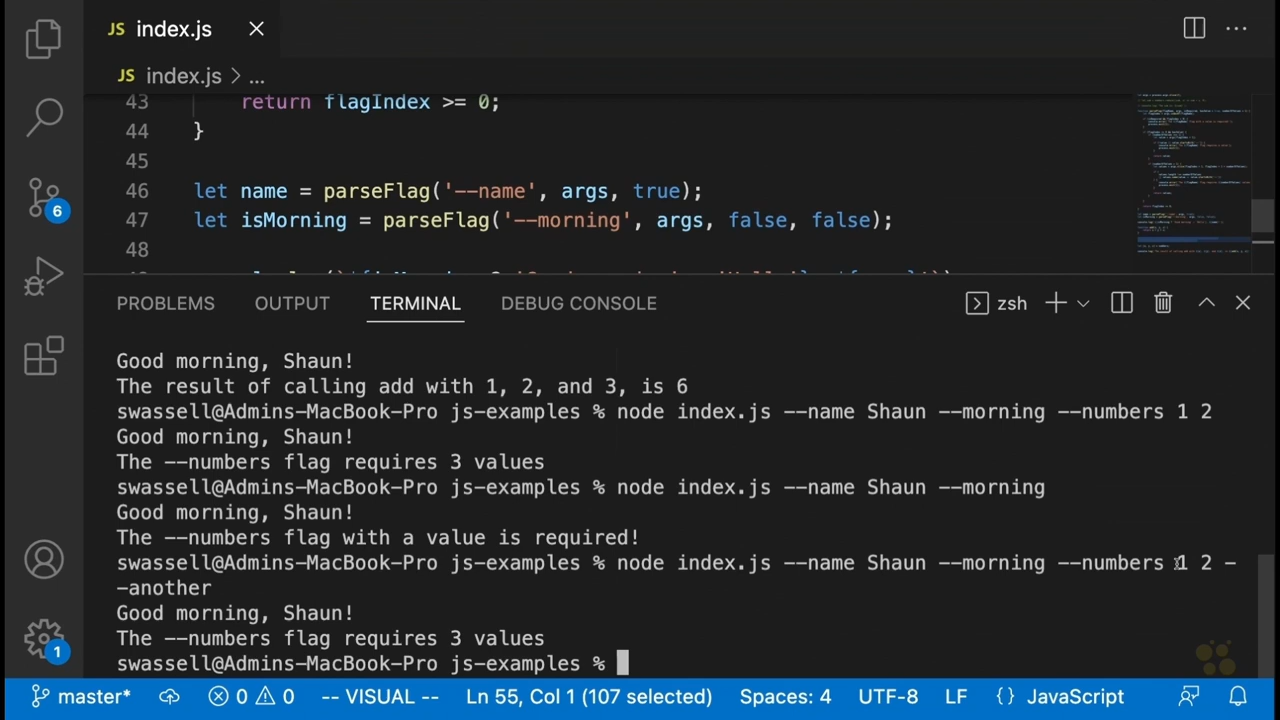 JS index.js
JS index.js > ...
43 return flagIndex >= 0;
44 }
45
46 let name = parseFlag('--name', args, true);
47 let isMorning = parseFlag('--morning', args, false, false);
48
PROBLEMS OUTPUT TERMINAL DEBUG CONSOLE zsh
Good morning, Shaun!
The result of calling add with 1, 2, and 3, is 6
swassell@Admins-MacBook-Pro js-examples % node index.js --name Shaun --morning --numbers 1 2
Good morning, Shaun!
The --numbers flag requires 3 values
swassell@Admins-MacBook-Pro js-examples % node index.js --name Shaun --morning
Good morning, Shaun!
The --numbers flag with a value is required!
swassell@Admins-MacBook-Pro js-examples % node index.js --name Shaun --morning --numbers 1 2 -
-another
Good morning, Shaun!
The --numbers flag requires 3 values
swassell@Admins-MacBook-Pro js-examples %
6
1
master* 0 0 -- VISUAL -- Ln 55, Col 1 (107 selected) Spaces: 4 UTF-8 LF {} JavaScript